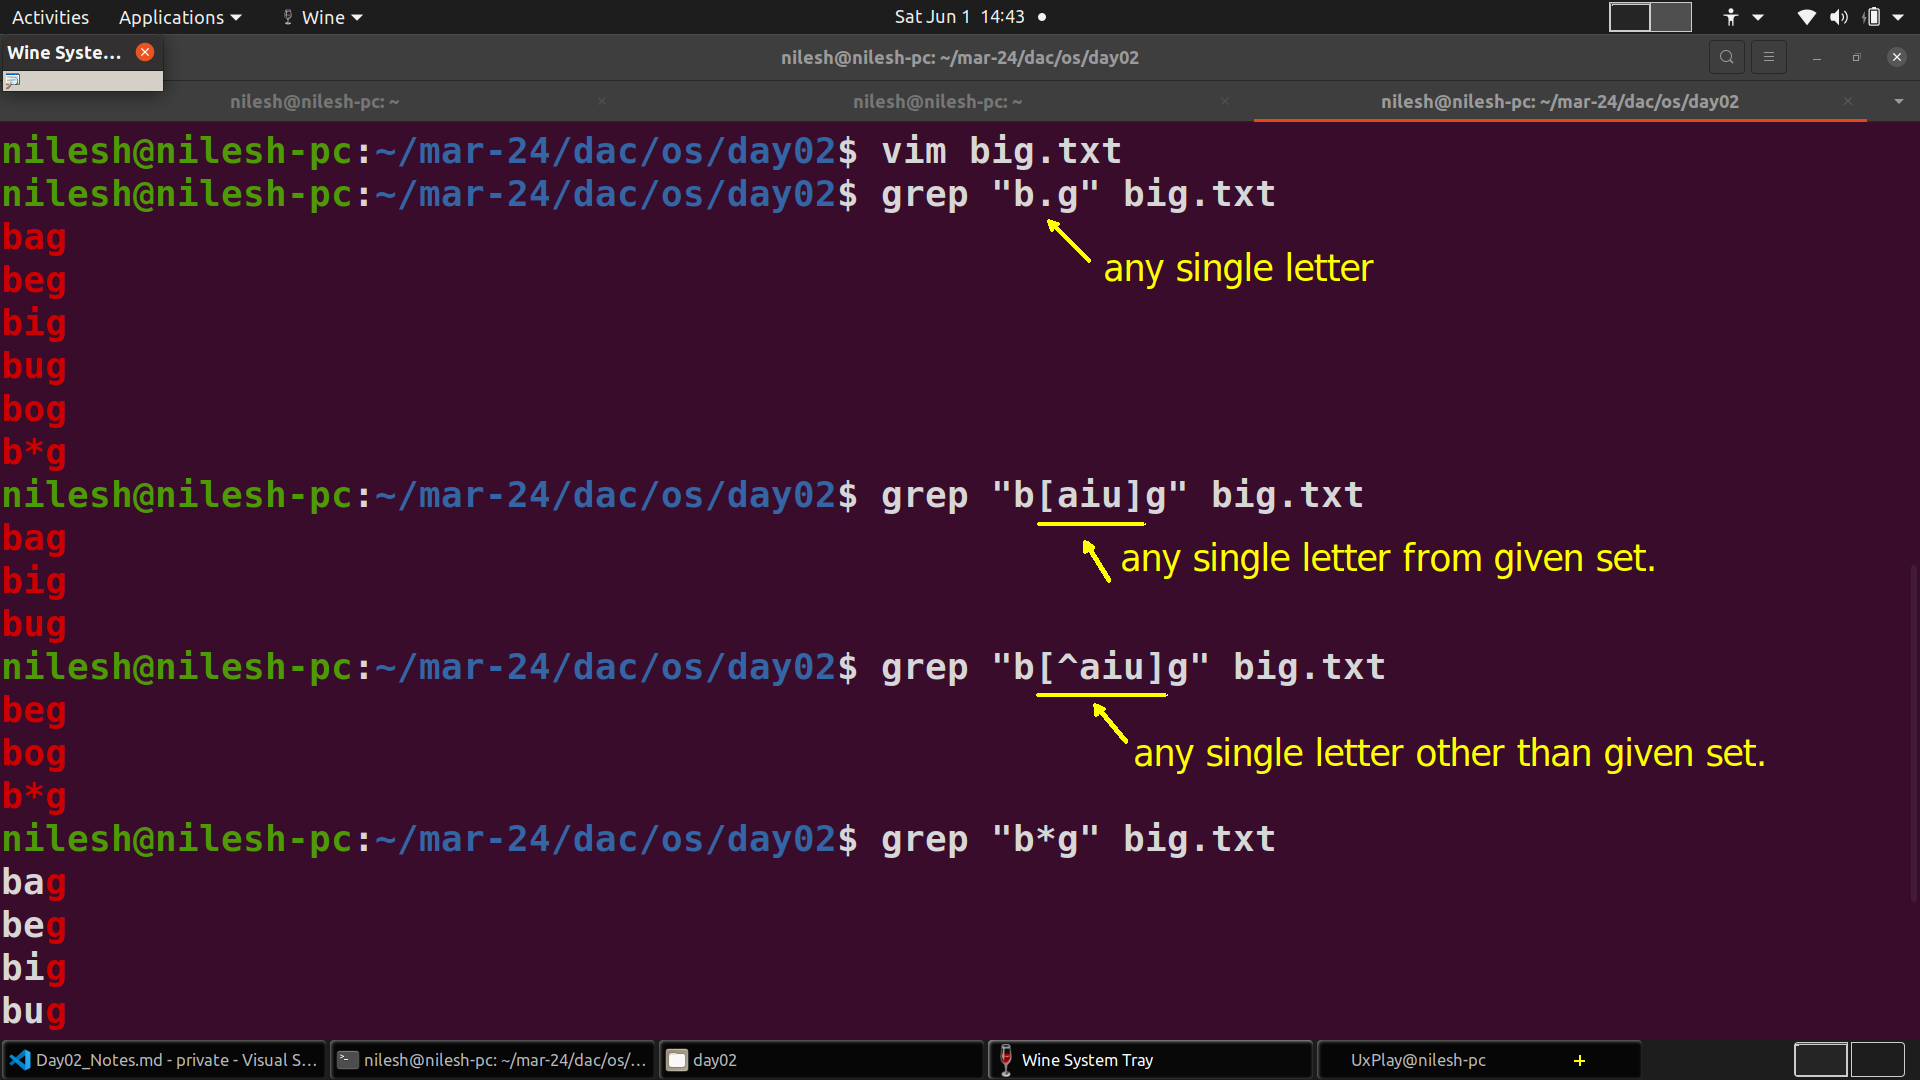 Activities Applications Wine Sat Jun 1 14:43
Wine Syste...
nilesh@nilesh-pc: ~/mar-24/dac/os/day02
nilesh@nilesh-pc: ~ nilesh@nilesh-pc: ~ nilesh@nilesh-pc: ~/mar-24/dac/os/day02
nilesh@nilesh-pc:~/mar-24/dac/os/day02$ vim big.txt
nilesh@nilesh-pc:~/mar-24/dac/os/day02$ grep "b.g" big.txt
bag
any single letter
beg
big
bug
bog
b*g
nilesh@nilesh-pc:~/mar-24/dac/os/day02$ grep "b[aiu]g" big.txt
bag
any single letter from given set.
big
bug
nilesh@nilesh-pc:~/mar-24/dac/os/day02$ grep "b[^aiu]g" big.txt
beg
bog
any single letter other than given set.
b*g
nilesh@nilesh-pc:~/mar-24/dac/os/day02$ grep "b*g" big.txt
bag
beg
big
bug
Day02_Notes.md - private - Visual S... nilesh@nilesh-pc: ~/mar-24/dac/os/... day02 Wine System Tray UxPlay@nilesh-pc